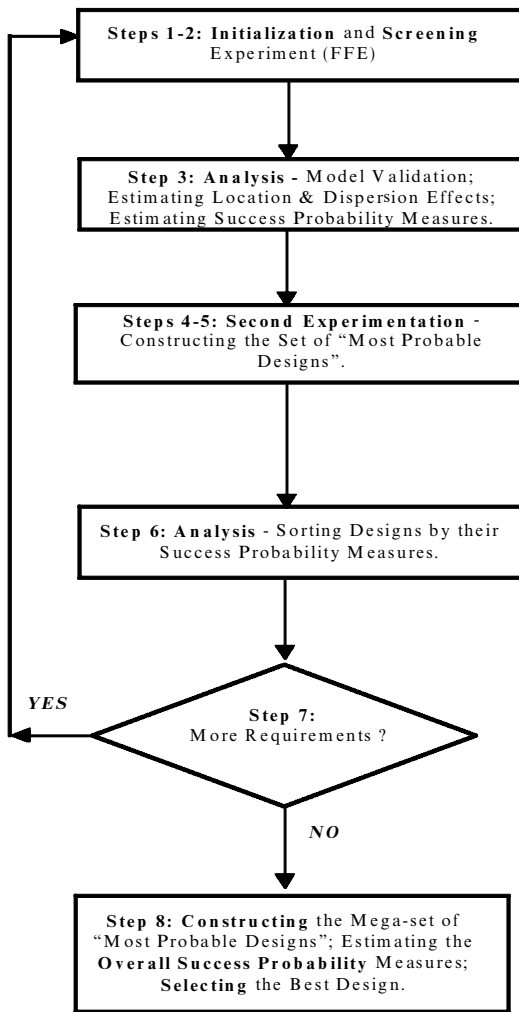 Steps 1-2: Initialization and Screening
Experiment (FFE)
Step 3: Analysis - Model Validation;
Estimating Location & Dispersion Effects;
Estimating Success Probability Measures.
Steps 4-5: Second Experimentation -
Constructing the Set of “Most Probable
Designs”.
Step 6: Analysis - Sorting Designs by their
Success Probability Measures.
YES
Step 7:
More Requirements ?
NO
Step 8: Constructing the Mega-set of
“Most Probable Designs”; Estimating the
Overall Success Probability Measures;
Selecting the Best Design.